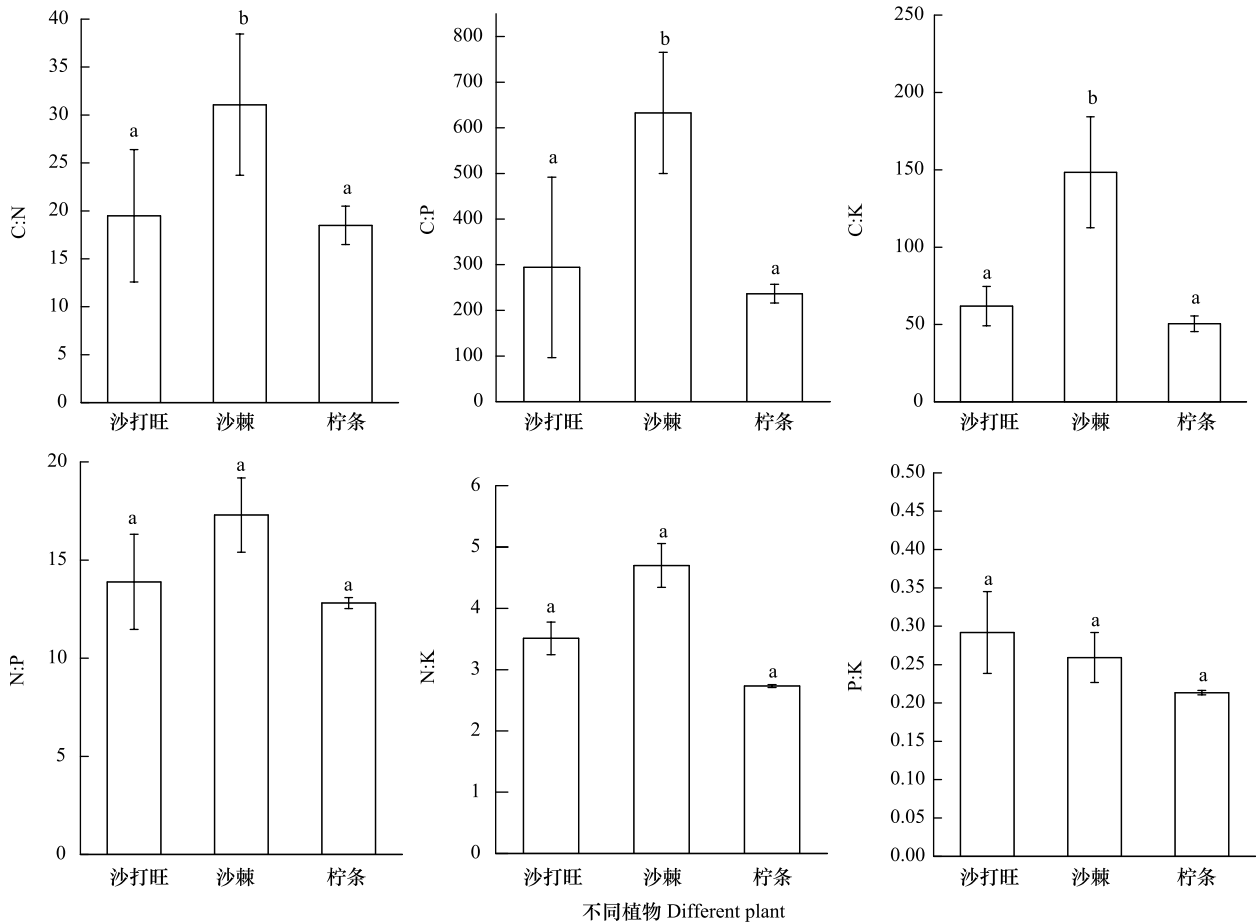 40
35
30
25
20
15
10
5
0
C:N
a
b
a
沙打旺 沙棘 柠条
800
700
600
500
400
300
200
100
0
C:P
a
b
a
沙打旺 沙棘 柠条
250
200
150
100
50
0
C:K
a
b
a
沙打旺 沙棘 柠条
20
15
10
5
0
N:P
a
a
a
沙打旺 沙棘 柠条
6
5
4
3
2
1
0
N:K
a
a
a
沙打旺 沙棘 柠条
0.50
0.45
0.40
0.35
0.30
0.25
0.20
0.15
0.10
0.05
0.00
P:K
a
a
a
沙打旺 沙棘 柠条
不同植物 Different plant